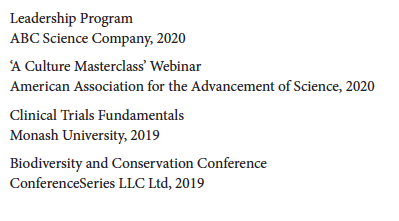 Leadership Program
ABC Science Company, 2020
‘A Culture Masterclass’ Webinar
American Association for the Advancement of Science, 2020
Clinical Trials Fundamentals
Monash University, 2019
Biodiversity and Conservation Conference
ConferenceSeries LLC Ltd, 2019